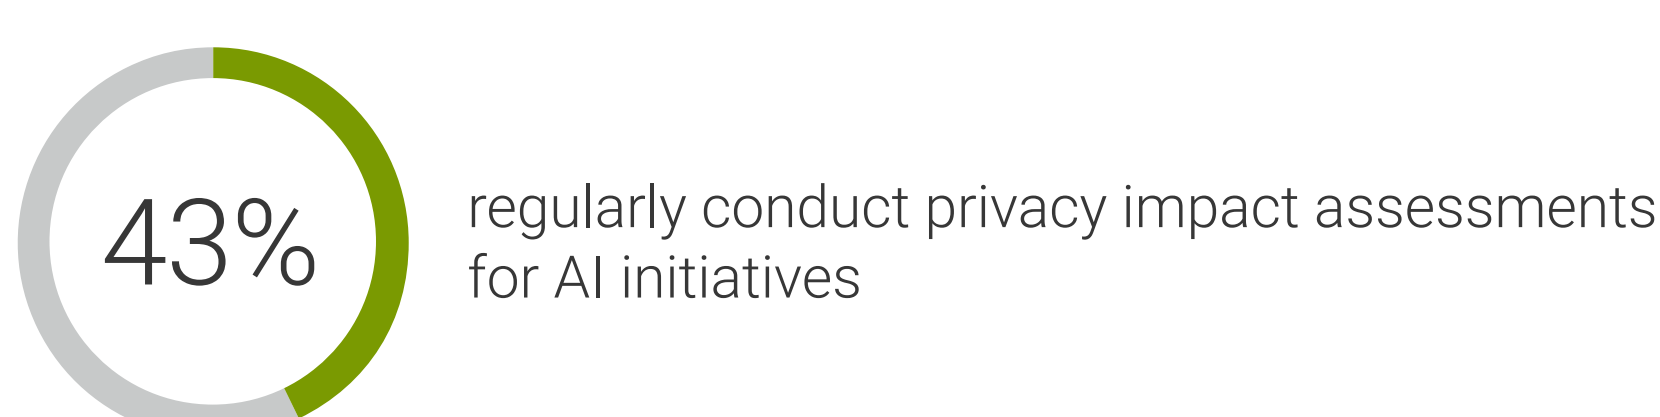 43%
regularly conduct privacy impact assessments
for AI initiatives